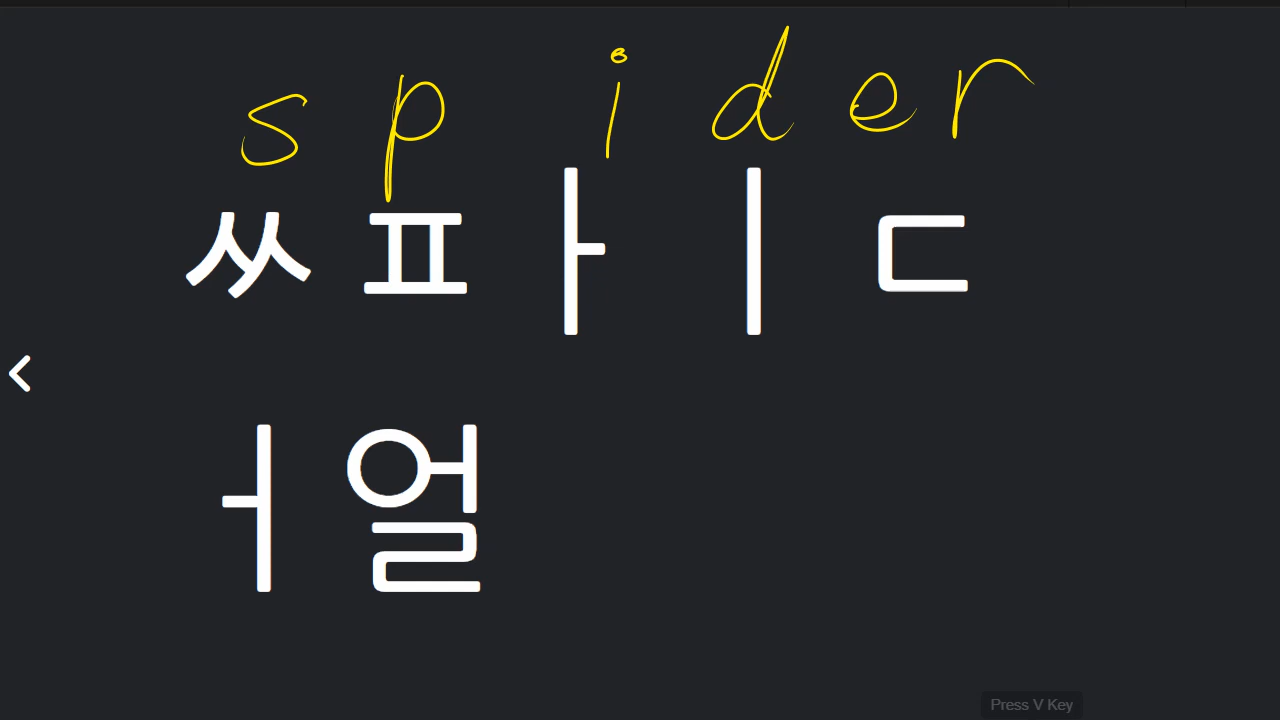 s p i d e r
ㅆ ㅍ ㅏ ㅣ ㄷ
ㅓ 얼
Press V Key